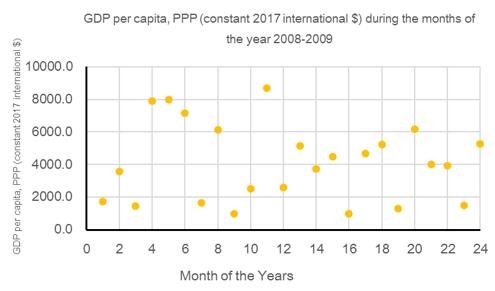 GDP per capita, PPP (constant 2017 international $) during the months of
the year 2008-2009
GDP per capita, PPP (constant 2017 international $)
10000.0
8000.0
6000.0
4000.0
2000.0
0.0
0 2 4 6 8 10 12 14 16 18 20 22 24
Month of the Years